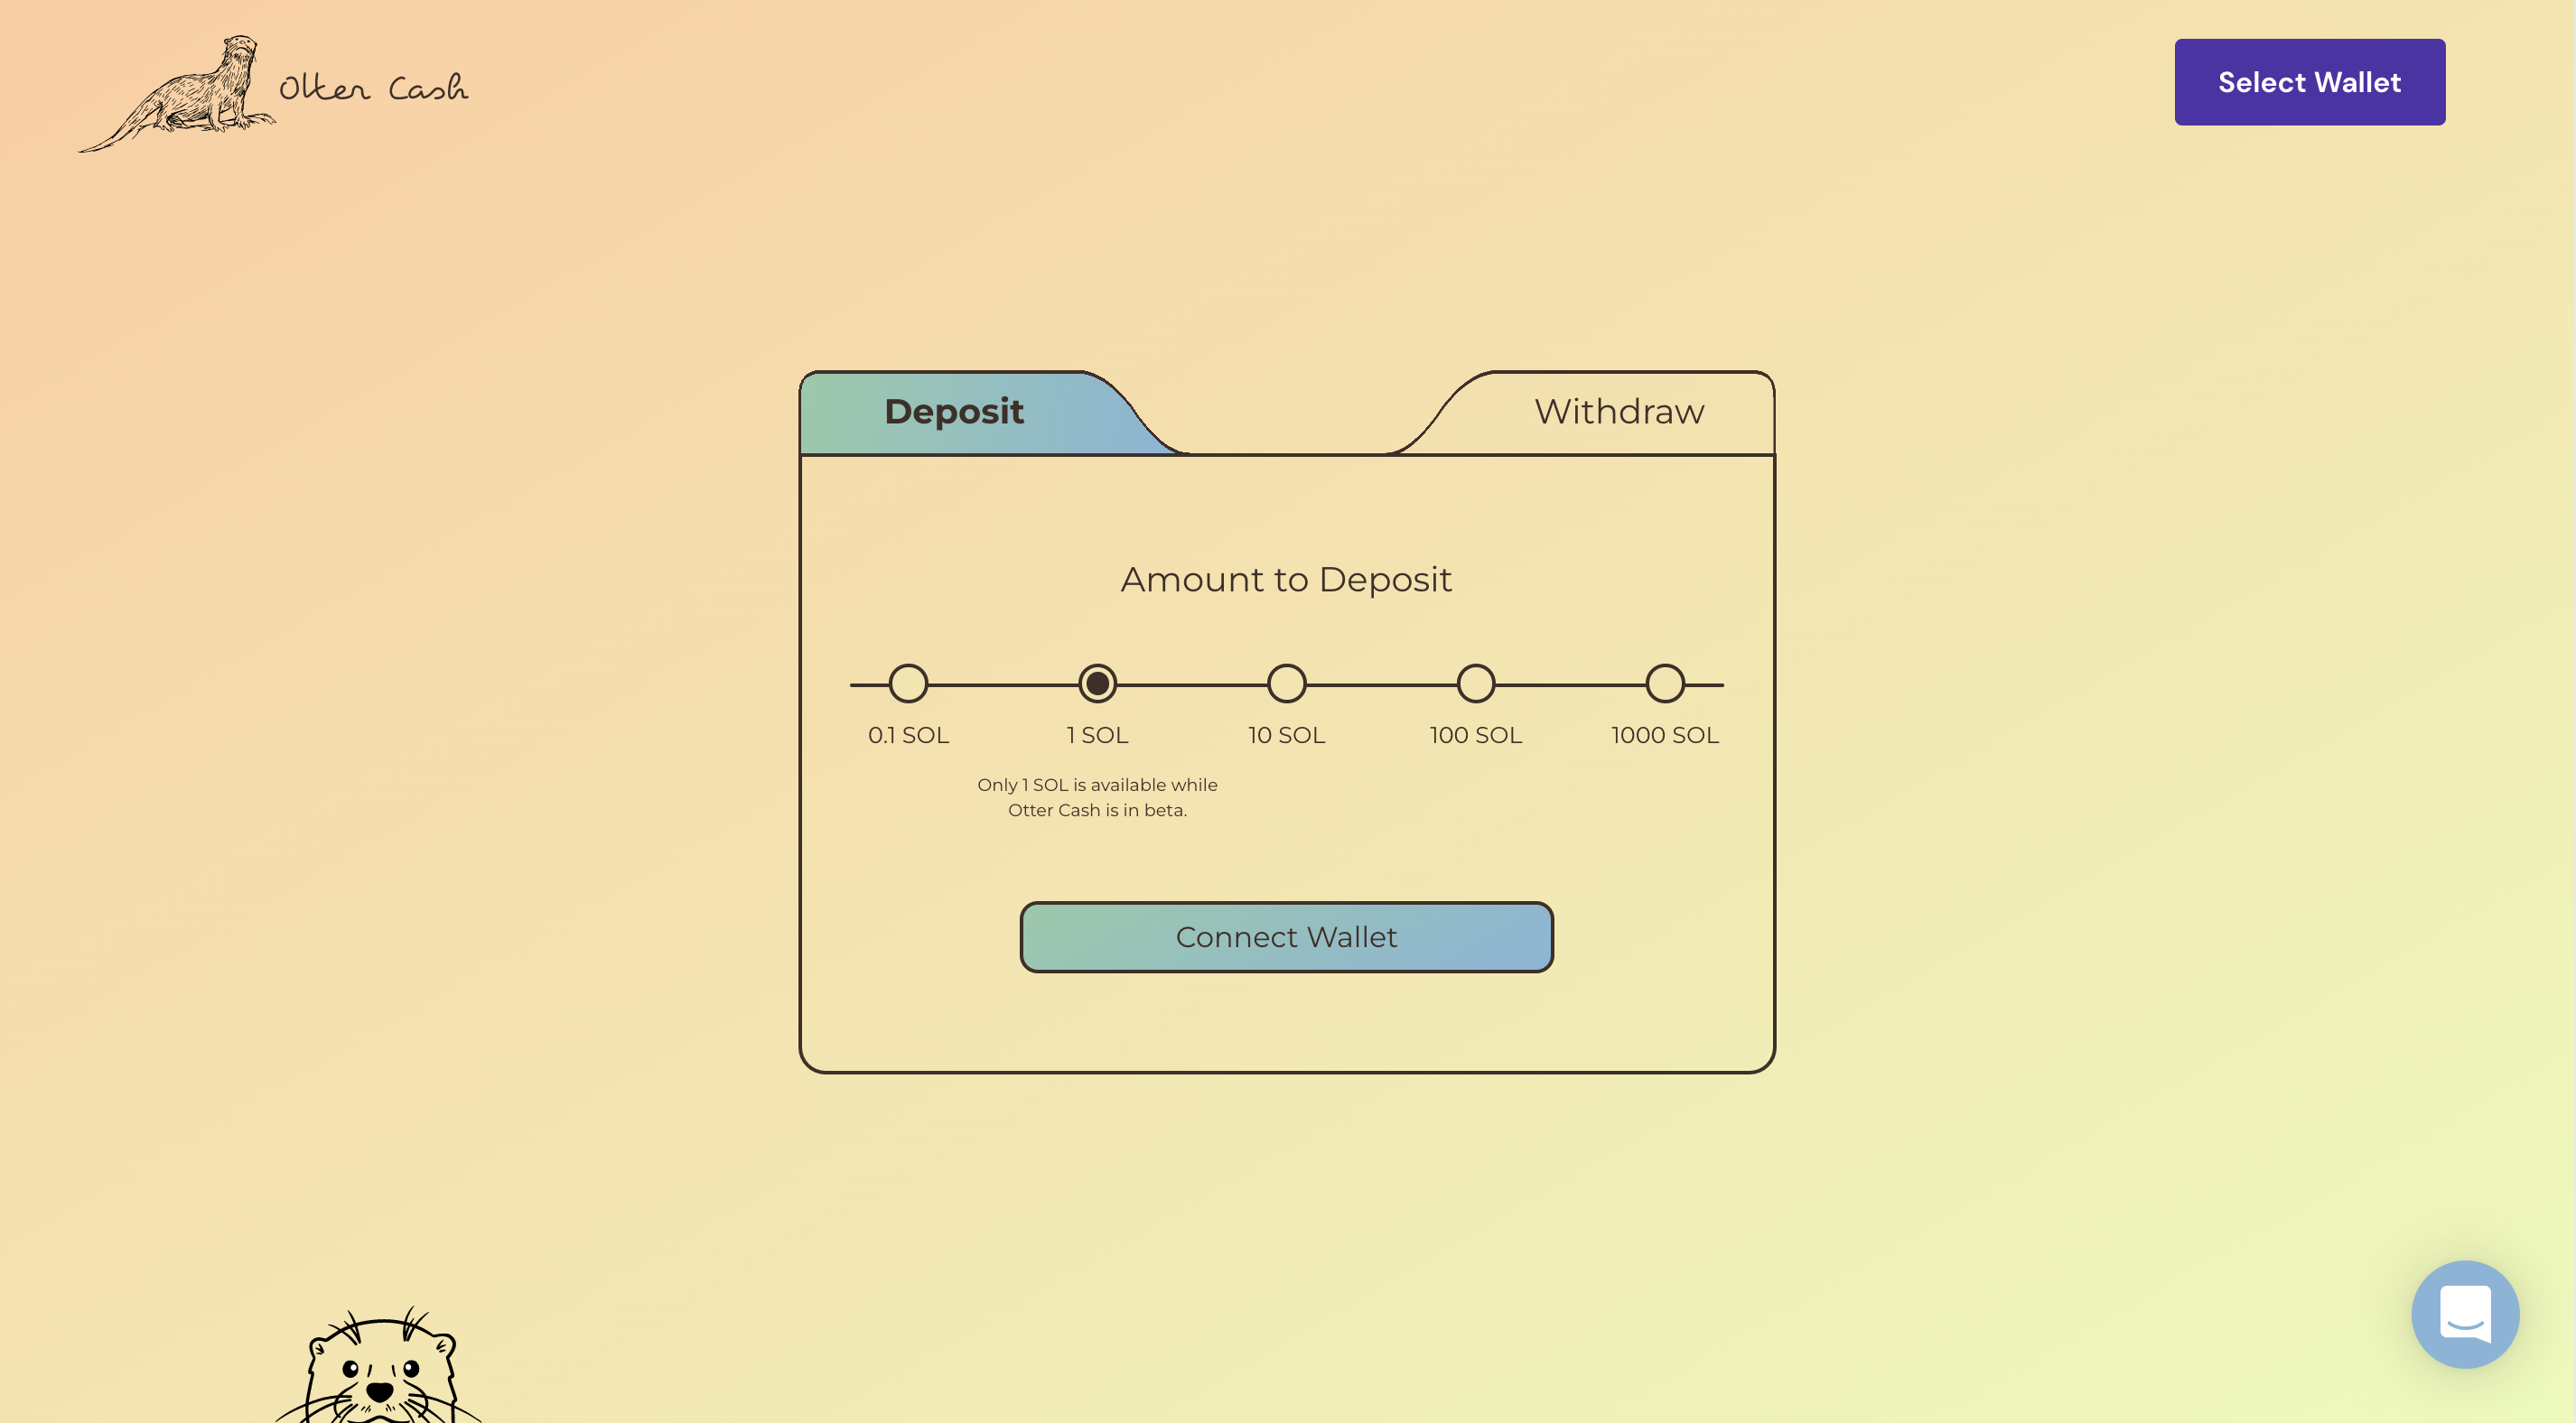 Otter Cash
Select Wallet
Deposit
Withdraw
Amount to Deposit
0.1 SOL
1 SOL
10 SOL
100 SOL
1000 SOL
Only 1 SOL is available while
Otter Cash is in beta.
Connect Wallet